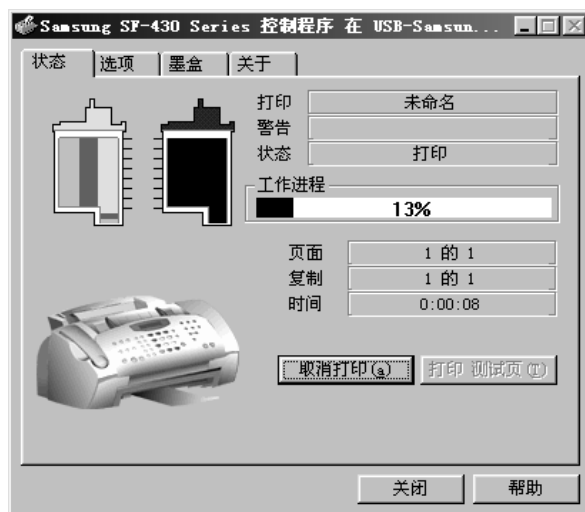 Samsung SF-430 Series 控制程序 在 USB-Samsun...
状态 选项 墨盒 关于
打印 未命名
警告
状态 打印
工作进程
13%
页面 1 的 1
复制 1 的 1
时间 0:00:08
取消打印(a) 打印 测试页(T)
关闭 帮助